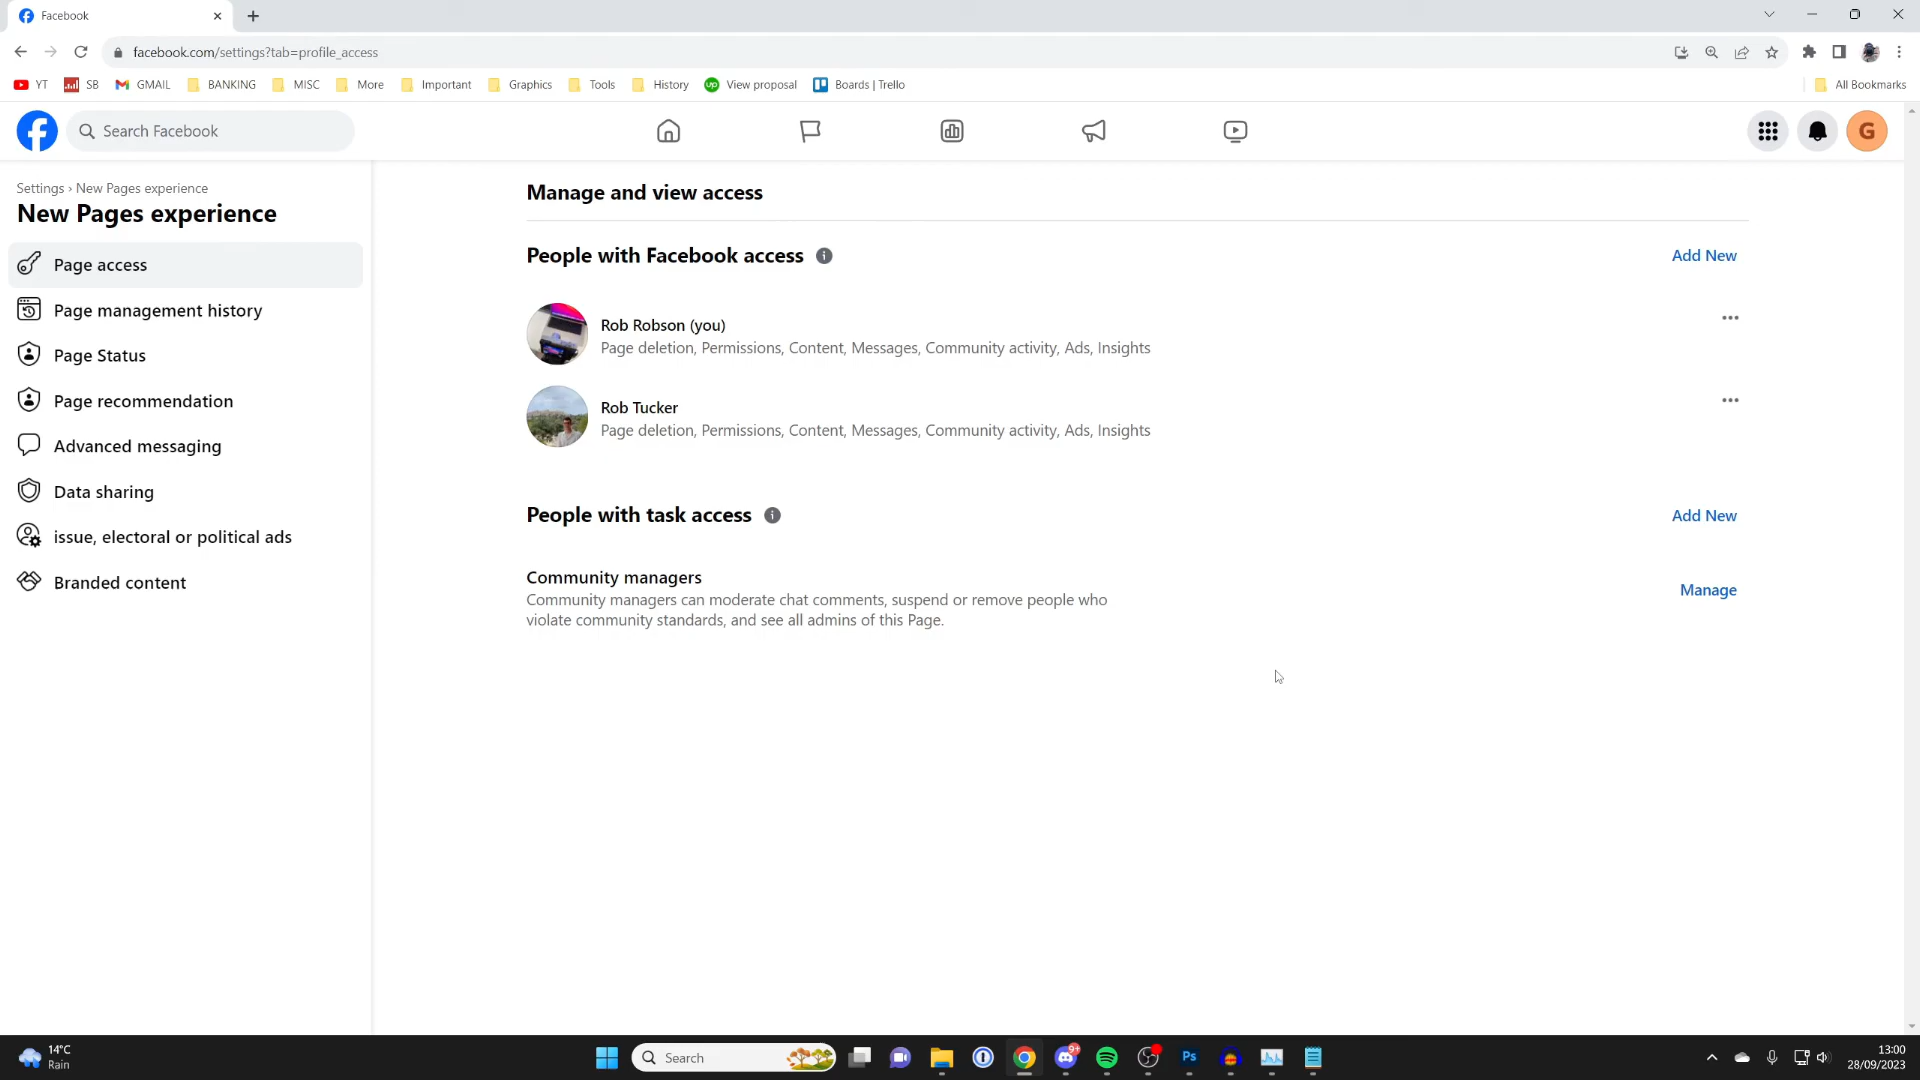 Facebook
facebook.com/settings?tab=profile_access
YT SB GMAIL BANKING MISC More Important Graphics Tools History View proposal Boards | Trello All Bookmarks
Search Facebook
G
Settings › New Pages experience
New Pages experience
Page access
Page management history
Page Status
Page recommendation
Advanced messaging
Data sharing
issue, electoral or political ads
Branded content
Manage and view access
People with Facebook access
Add New
Rob Robson (you)
Page deletion, Permissions, Content, Messages, Community activity, Ads, Insights
Rob Tucker
Page deletion, Permissions, Content, Messages, Community activity, Ads, Insights
People with task access
Add New
Community managers
Community managers can moderate chat comments, suspend or remove people who
violate community standards, and see all admins of this Page.
Manage
14°C
Rain
Search
9+
Ps
13:00
28/09/2023